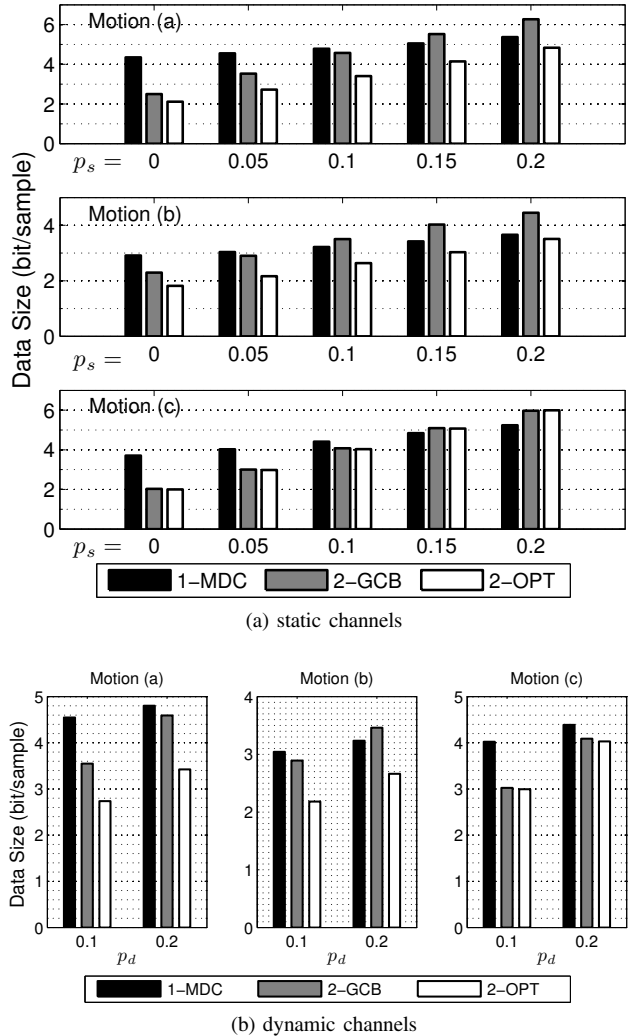 Motion (a)
6
4
2
0
p_s = 0 0.05 0.1 0.15 0.2
Data Size (bit/sample)
Motion (b)
4
2
0
p_s = 0 0.05 0.1 0.15 0.2
Motion (c)
6
4
2
0
p_s = 0 0.05 0.1 0.15 0.2
1−MDC 2−GCB 2−OPT
(a) static channels
Motion (a)
5
4
3
2
1
0
Data Size (bit/sample)
0.1 0.2
p_d
Motion (b)
4
3
2
1
0
0.1 0.2
p_d
Motion (c)
5
4
3
2
1
0
0.1 0.2
p_d
1−MDC 2−GCB 2−OPT
(b) dynamic channels